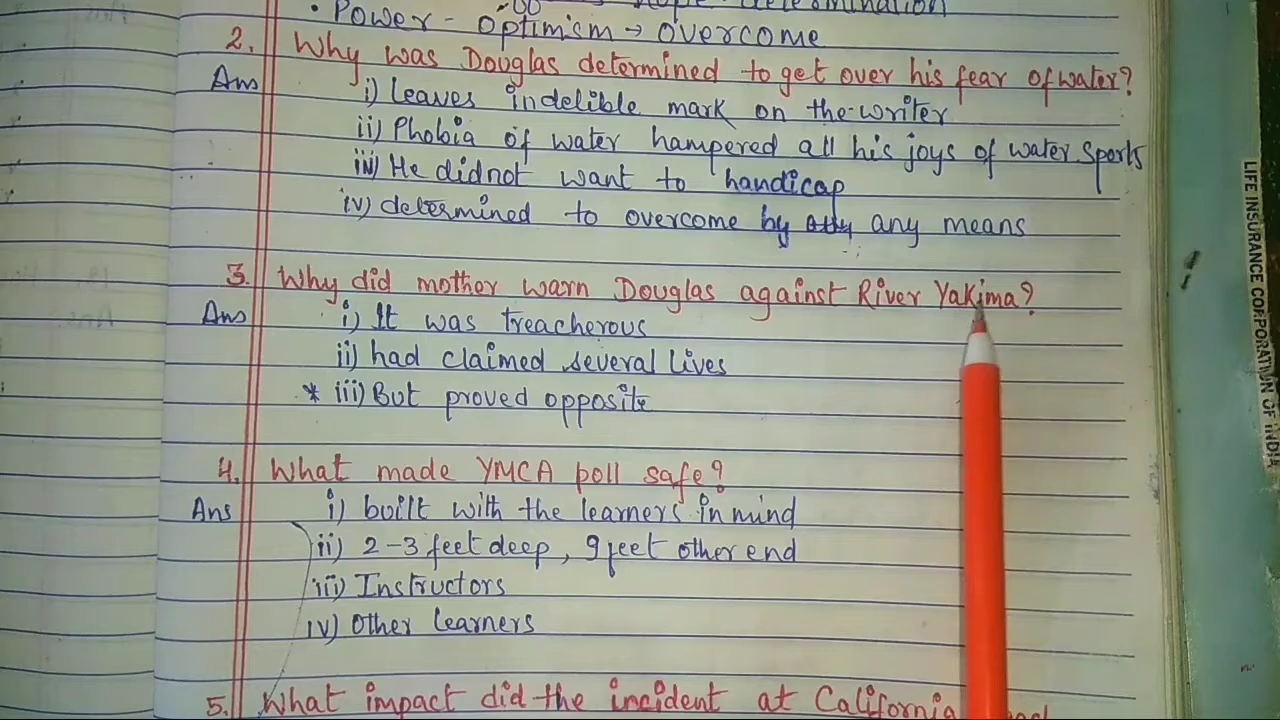 • Power - optimism → overcome
2. Why was Douglas determined to get over his fear of water?
Ans i) leaves indelible mark on the writer
ii) Phobia of water hampered all his joys of water sports
iii) He did not want to handicap
iv) determined to overcome by any means
3. Why did mother warn Douglas against River Yakima?
Ans i) It was treacherous
ii) had claimed several lives
* iii) But proved opposite
4. What made YMCA poll safe?
Ans i) built with the learners in mind
ii) 2-3 feet deep, 9 feet other end
iii) Instructors
iv) other learners
5. What impact did the incident at California
LIFE INSURANCE CORPORATION OF INDIA